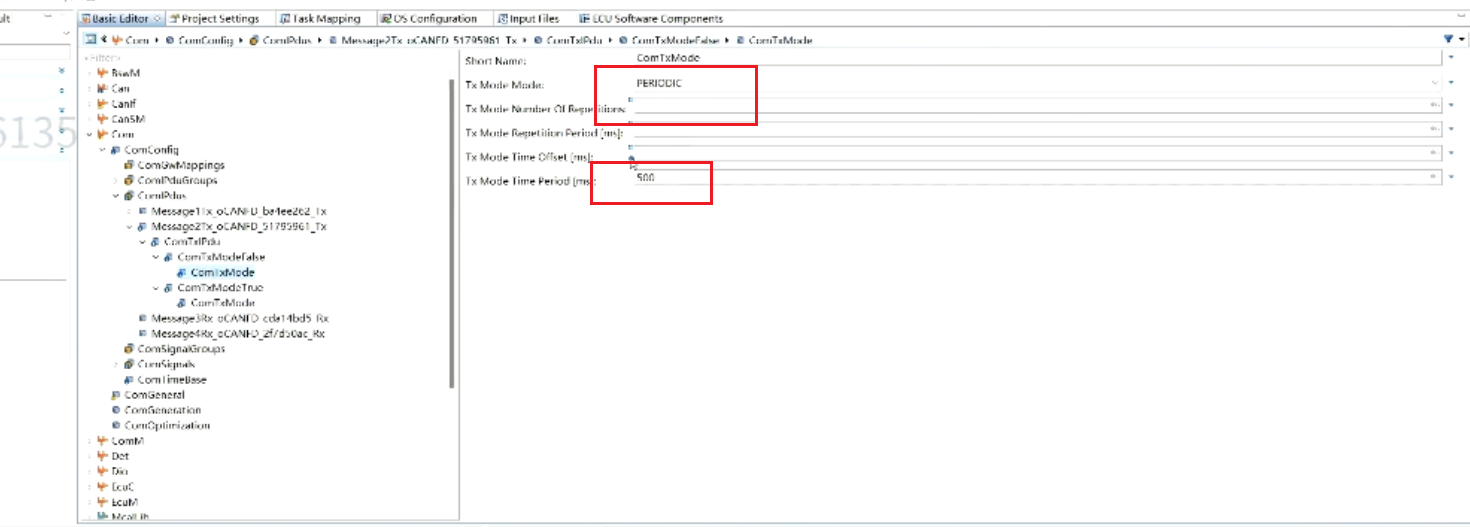 ult
Basic Editor
Project Settings
Task Mapping
OS Configuration
Input Files
ECU Software Components
Com ▸ ComConfig ▸ ComIPdus ▸ Message2Tx_oCANFD_51795961_Tx ▸ ComTxIPdu ▸ ComTxModeFalse ▸ ComTxMode
<Filter>
BswM
Can
CanIf
CanSM
Com
ComConfig
ComGwMappings
ComIPduGroups
ComIPdus
Message1Tx_oCANFD_ba4ee262_Tx
Message2Tx_oCANFD_51795961_Tx
ComTxIPdu
ComTxModeFalse
ComTxMode
ComTxModeTrue
ComTxMode
Message3Rx_oCANFD_cda14bd5_Rx
Message4Rx_oCANFD_2f7d50ac_Rx
ComSignalGroups
ComSignals
ComTimeBase
ComGeneral
ComGeneration
ComOptimization
ComM
Det
Dio
EcuC
EcuM
McalLib
Short Name: ComTxMode
Tx Mode Mode: PERIODIC
Tx Mode Number Of Repetitions:
Tx Mode Repetition Period [ms]:
Tx Mode Time Offset [ms]:
Tx Mode Time Period [ms]: 500
6135